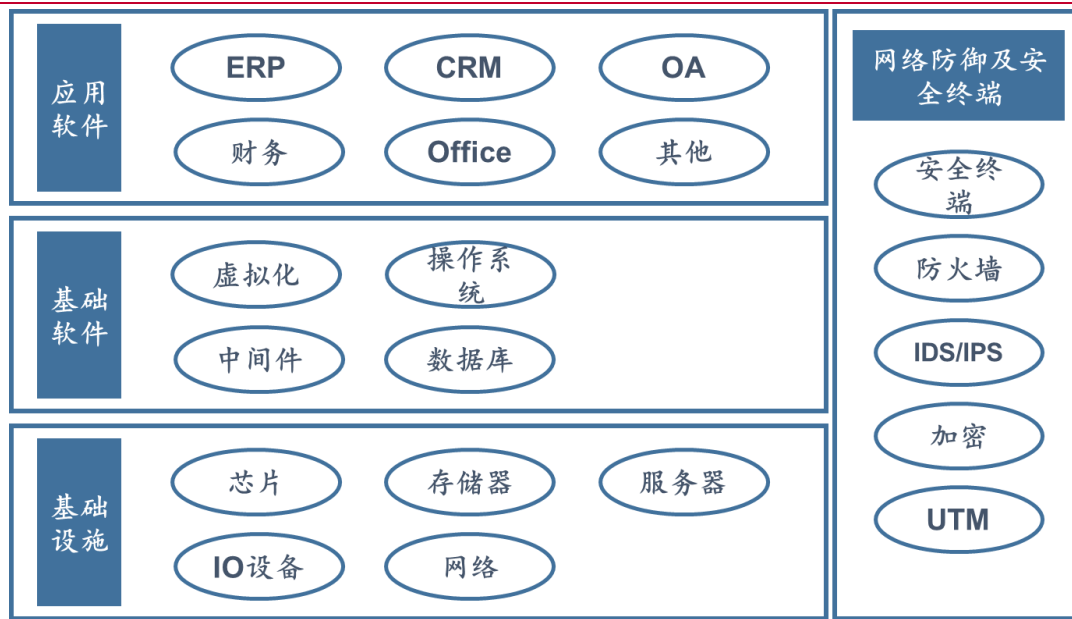 应用
软件
ERP
CRM
OA
财务
Office
其他
基础
软件
虚拟化
操作系
统
中间件
数据库
基础
设施
芯片
存储器
服务器
IO设备
网络
网络防御及安
全终端
安全终
端
防火墙
IDS/IPS
加密
UTM